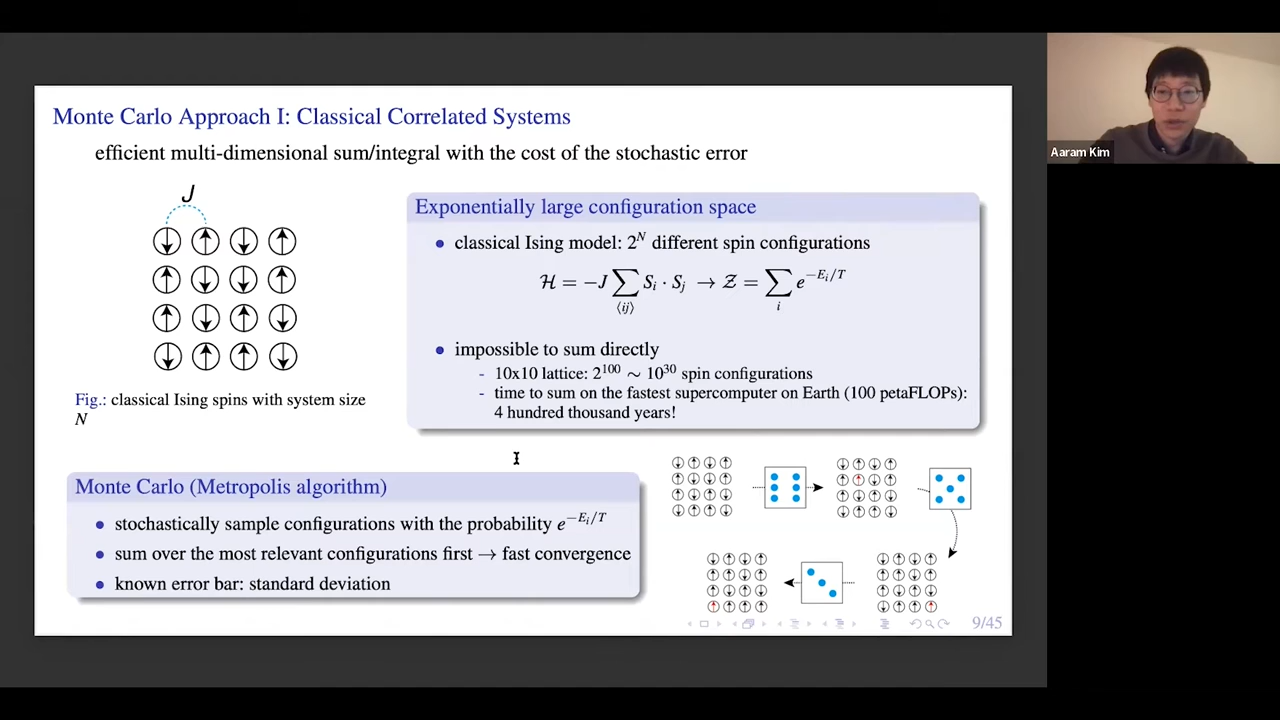 Monte Carlo Approach I: Classical Correlated Systems
efficient multi-dimensional sum/integral with the cost of the stochastic error
J
Fig.: classical Ising spins with system size
N
Exponentially large configuration space
• classical Ising model: 2^N different spin configurations
ℋ = −J ∑_{⟨ij⟩} S_i · S_j → 𝒵 = ∑_i e^{−E_i/T}
• impossible to sum directly
- 10x10 lattice: 2^100 ∼ 10^30 spin configurations
- time to sum on the fastest supercomputer on Earth (100 petaFLOPs):
4 hundred thousand years!
Monte Carlo (Metropolis algorithm)
• stochastically sample configurations with the probability e^{−E_i/T}
• sum over the most relevant configurations first → fast convergence
• known error bar: standard deviation
9/45
Aaram Kim